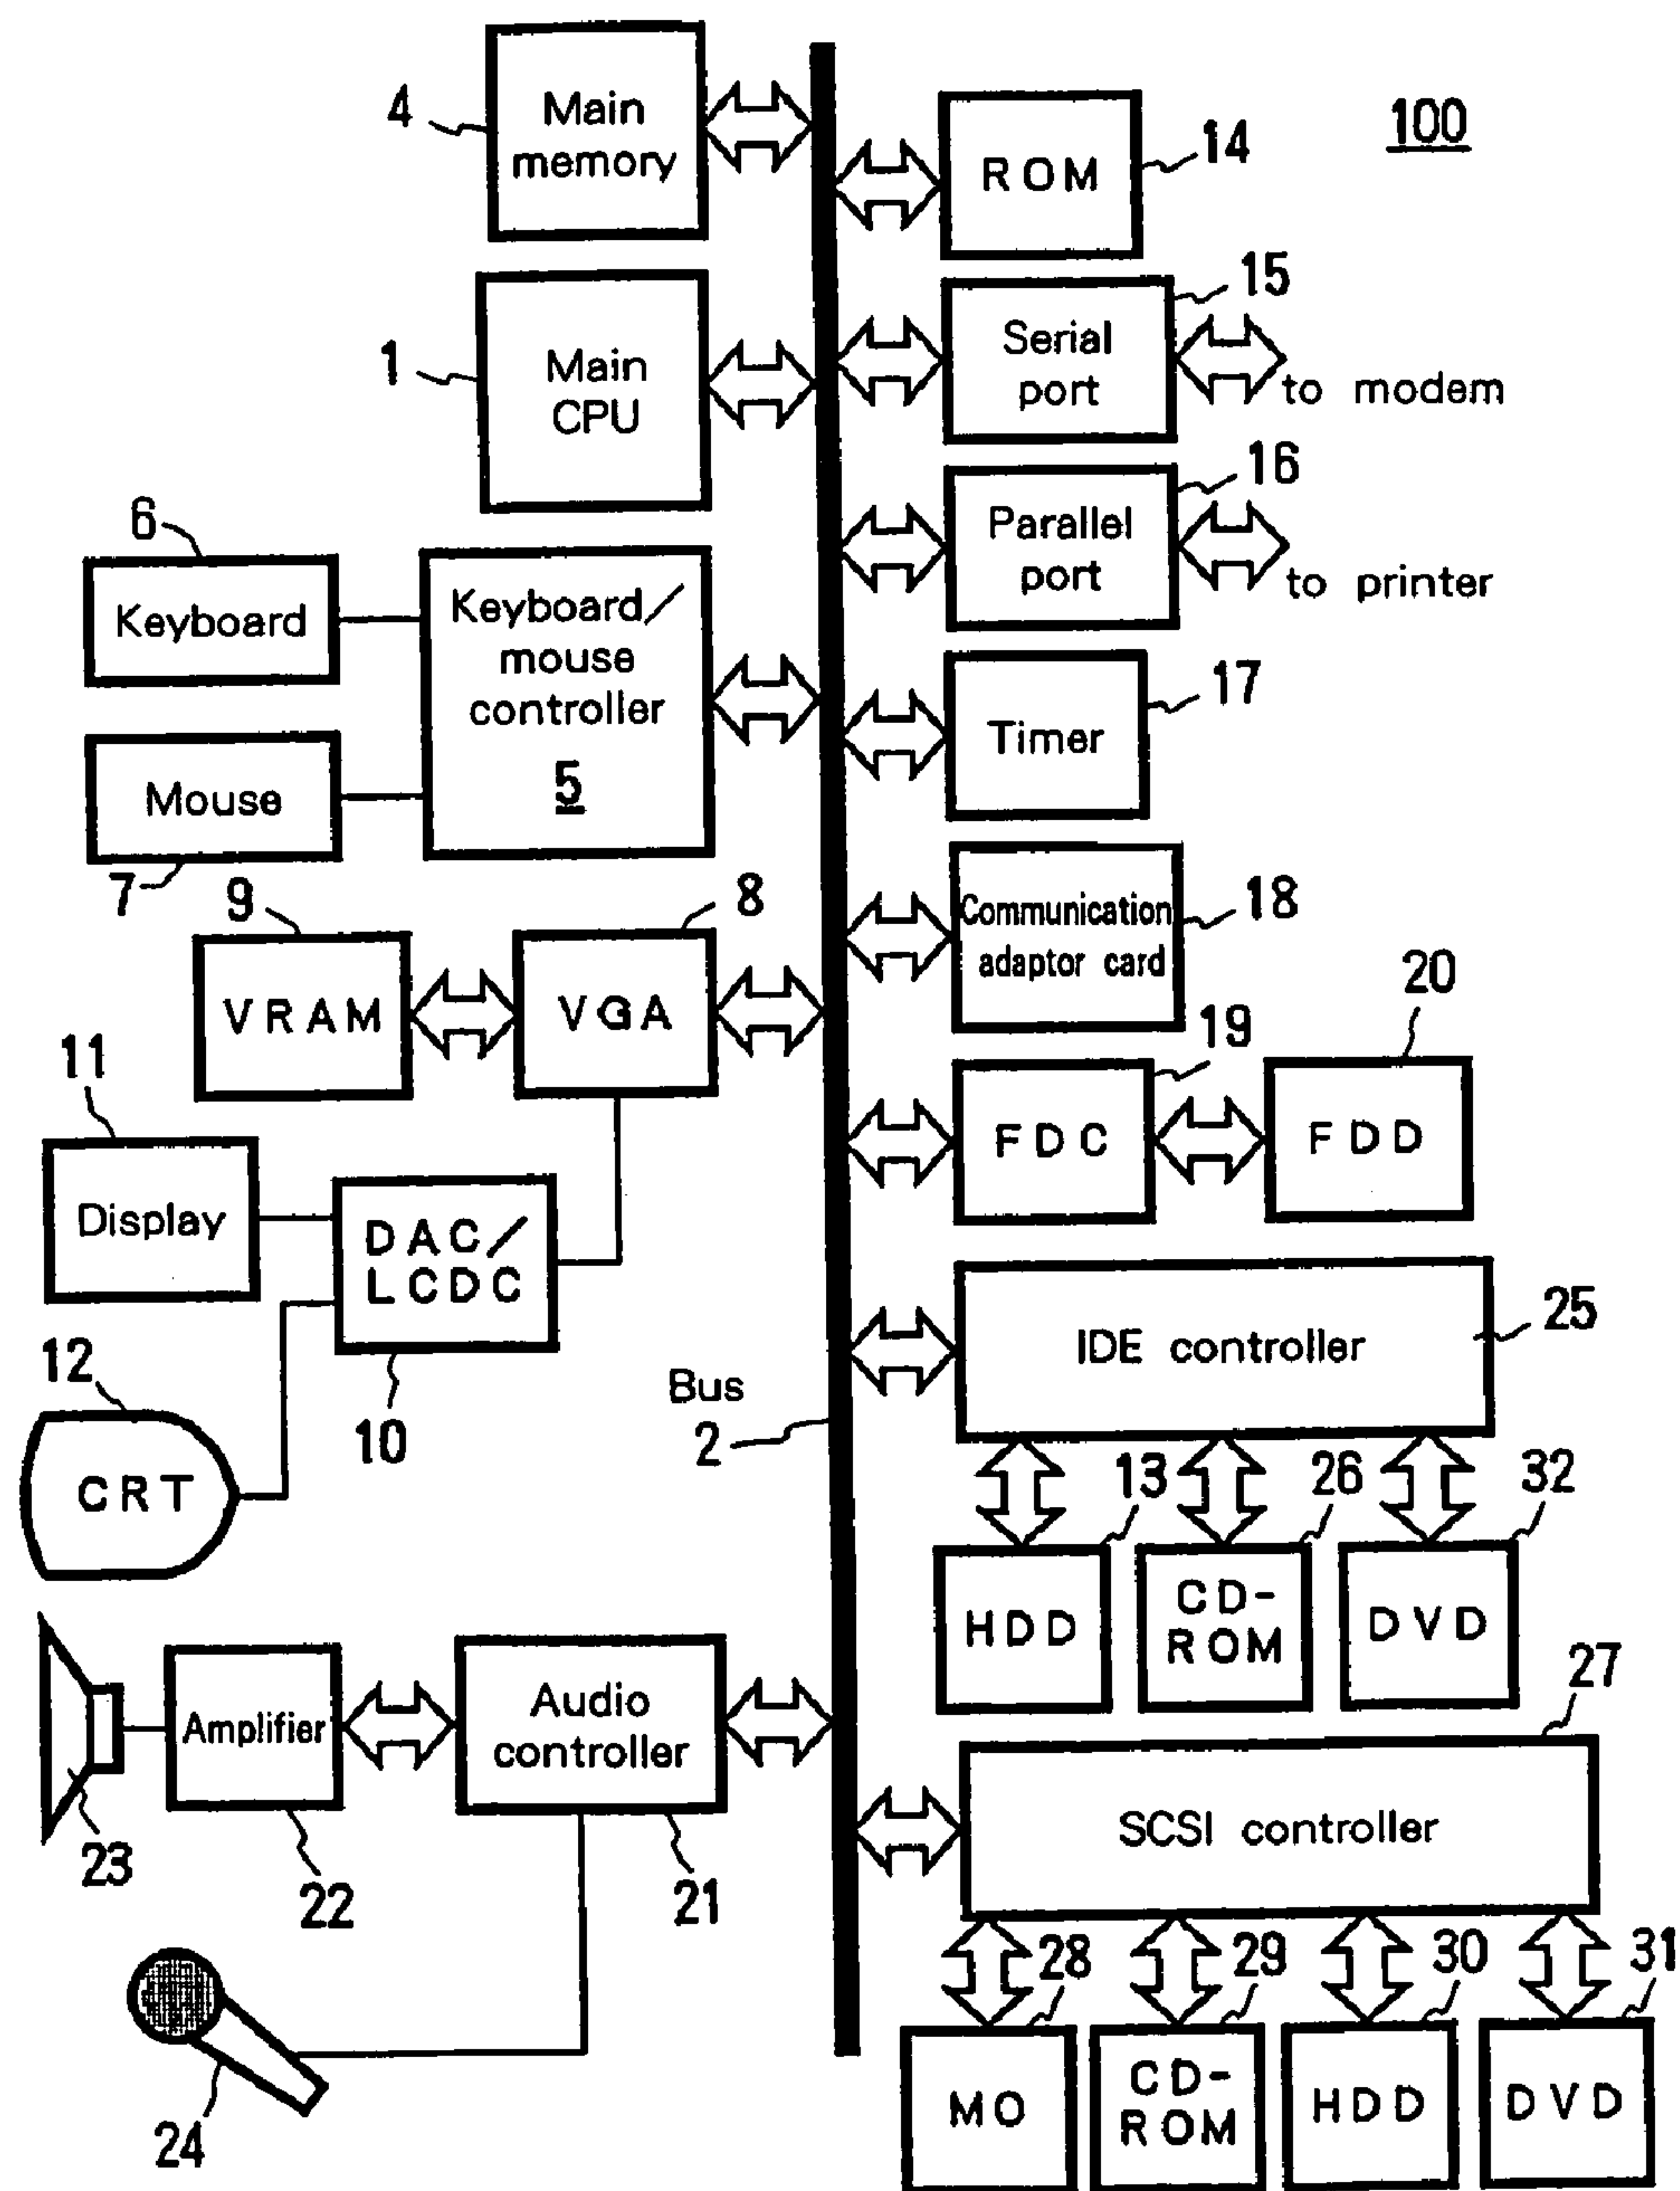 100
4
Main
memory
ROM
14
1
Main
CPU
Serial
port
15
to modem
Parallel
port
16
to printer
6
Keyboard
Keyboard/
mouse
controller
5
Mouse
7
Timer
17
Communication
adaptor card
18
9
VRAM
8
VGA
11
Display
DAC/
LCDC
10
12
CRT
19
FDC
20
FDD
Bus
2
IDE controller
25
13
26
32
HDD
CD-
ROM
DVD
Amplifier
Audio
controller
23
22
21
24
27
SCSI controller
28
29
30
31
MO
CD-
ROM
HDD
DVD